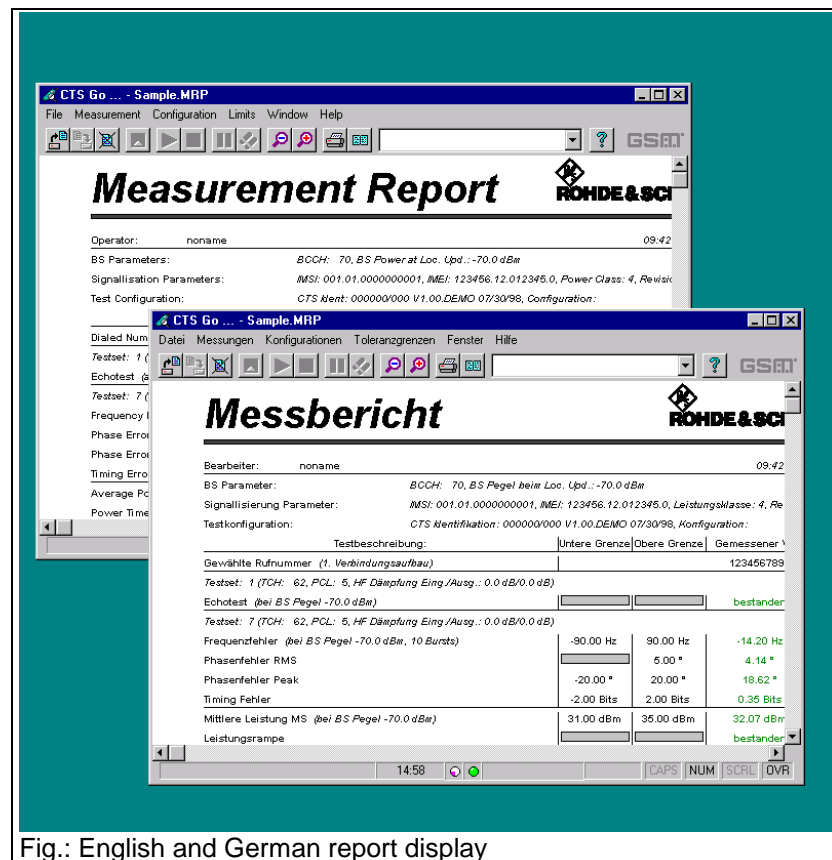 CTS Go ... - Sample.MRP
File Measurement Configuration Limits Window Help
? GSM
Measurement Report
ROHDE&SCH
Operator: noname 09:42
BS Parameters: BCCH: 70, BS Power at Loc. Upd.:-70.0 dBm
Signallisation Parameters: IMSI: 001.01.0000000001, IMEI: 123456.12.012345.0, Power Class: 4, Revisio
Test Configuration: CTS Ident: 000000/000 V1.00.DEMO 07/30/98, Configuration:
Dialed Num
Testset: 1 (
Echotest (a
Testset: 7 (
Frequency
Phase Erro
Phase Erro
Timing Erro
Average Po
Power Time
CTS Go ... - Sample.MRP
Datei Messungen Konfigurationen Toleranzgrenzen Fenster Hilfe
? GSM
Messbericht
ROHDE&SCH
Bearbeiter: noname 09:42
BS Parameter: BCCH: 70, BS Pegel beim Loc. Upd.:-70.0 dBm
Signallisierung Parameter: IMSI: 001.01.0000000001, IMEI: 123456.12.012345.0, Leistungsklasse: 4, Re
Testkonfiguration: CTS Identifikation: 000000/000 V1.00.DEMO 07/30/98, Konfiguration:
Testbeschreibung: Untere Grenze Obere Grenze Gemessener
Gewählte Rufnummer (1. Verbindungsaufbau) 123456789
Testset: 1 (TCH: 62, PCL: 5, HF Dämpfung Eing./Ausg.: 0.0 dB/0.0 dB)
Echotest (bei BS Pegel -70.0 dBm) bestanden
Testset: 7 (TCH: 62, PCL: 5, HF Dämpfung Eing./Ausg.: 0.0 dB/0.0 dB)
Frequenzfehler (bei BS Pegel -70.0 dBm, 10 Bursts) -90.00 Hz 90.00 Hz -14.20 Hz
Phasenfehler RMS 5.00 ° 4.14 °
Phasenfehler Peak -20.00 ° 20.00 ° 18.62 °
Timing Fehler -2.00 Bits 2.00 Bits 0.35 Bits
Mittlere Leistung MS (bei BS Pegel -70.0 dBm) 31.00 dBm 35.00 dBm 32.07 dBm
Leistungsrampe bestanden
14:58 CAPS NUM SCRL OVR
Fig.: English and German report display